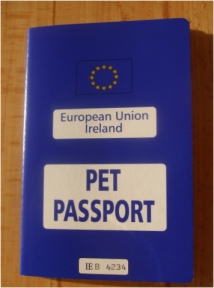 European Union
Ireland
PET
PASSPORT
IE B 4234